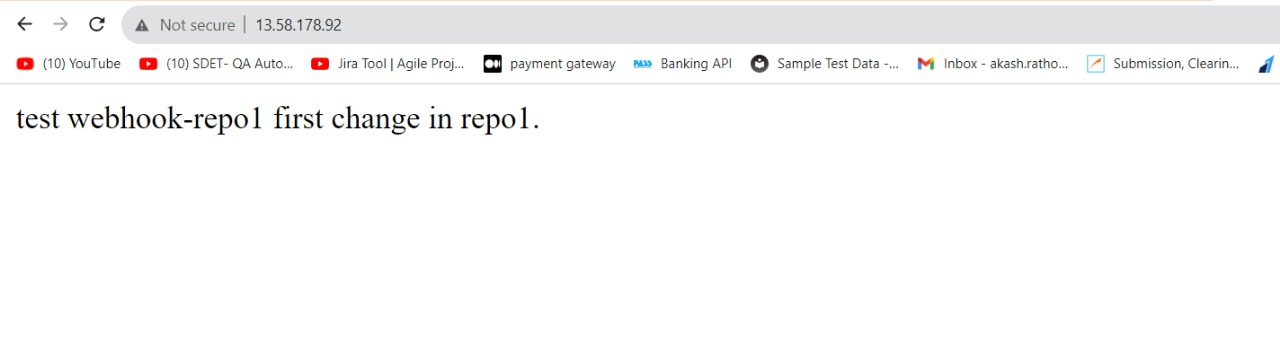 Not secure | 13.58.178.92
(10) YouTube (10) SDET- QA Auto... Jira Tool | Agile Proj... payment gateway PASS Banking API Sample Test Data -... Inbox - akash.ratho... Submission, Clearin...
test webhook-repo1 first change in repo1.